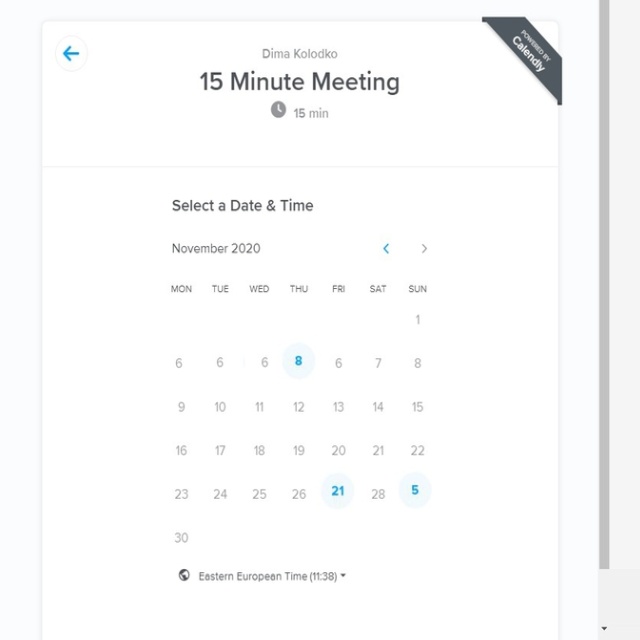 Dima Kolodko
POWERED BY
Calendly
15 Minute Meeting
15 min
Select a Date & Time
November 2020
MON TUE WED THU FRI SAT SUN
1
6 6 6 8 6 7 8
9 10 11 12 13 14 15
16 17 18 19 20 21 22
23 24 25 26 21 28 5
30
Eastern European Time (11:38)